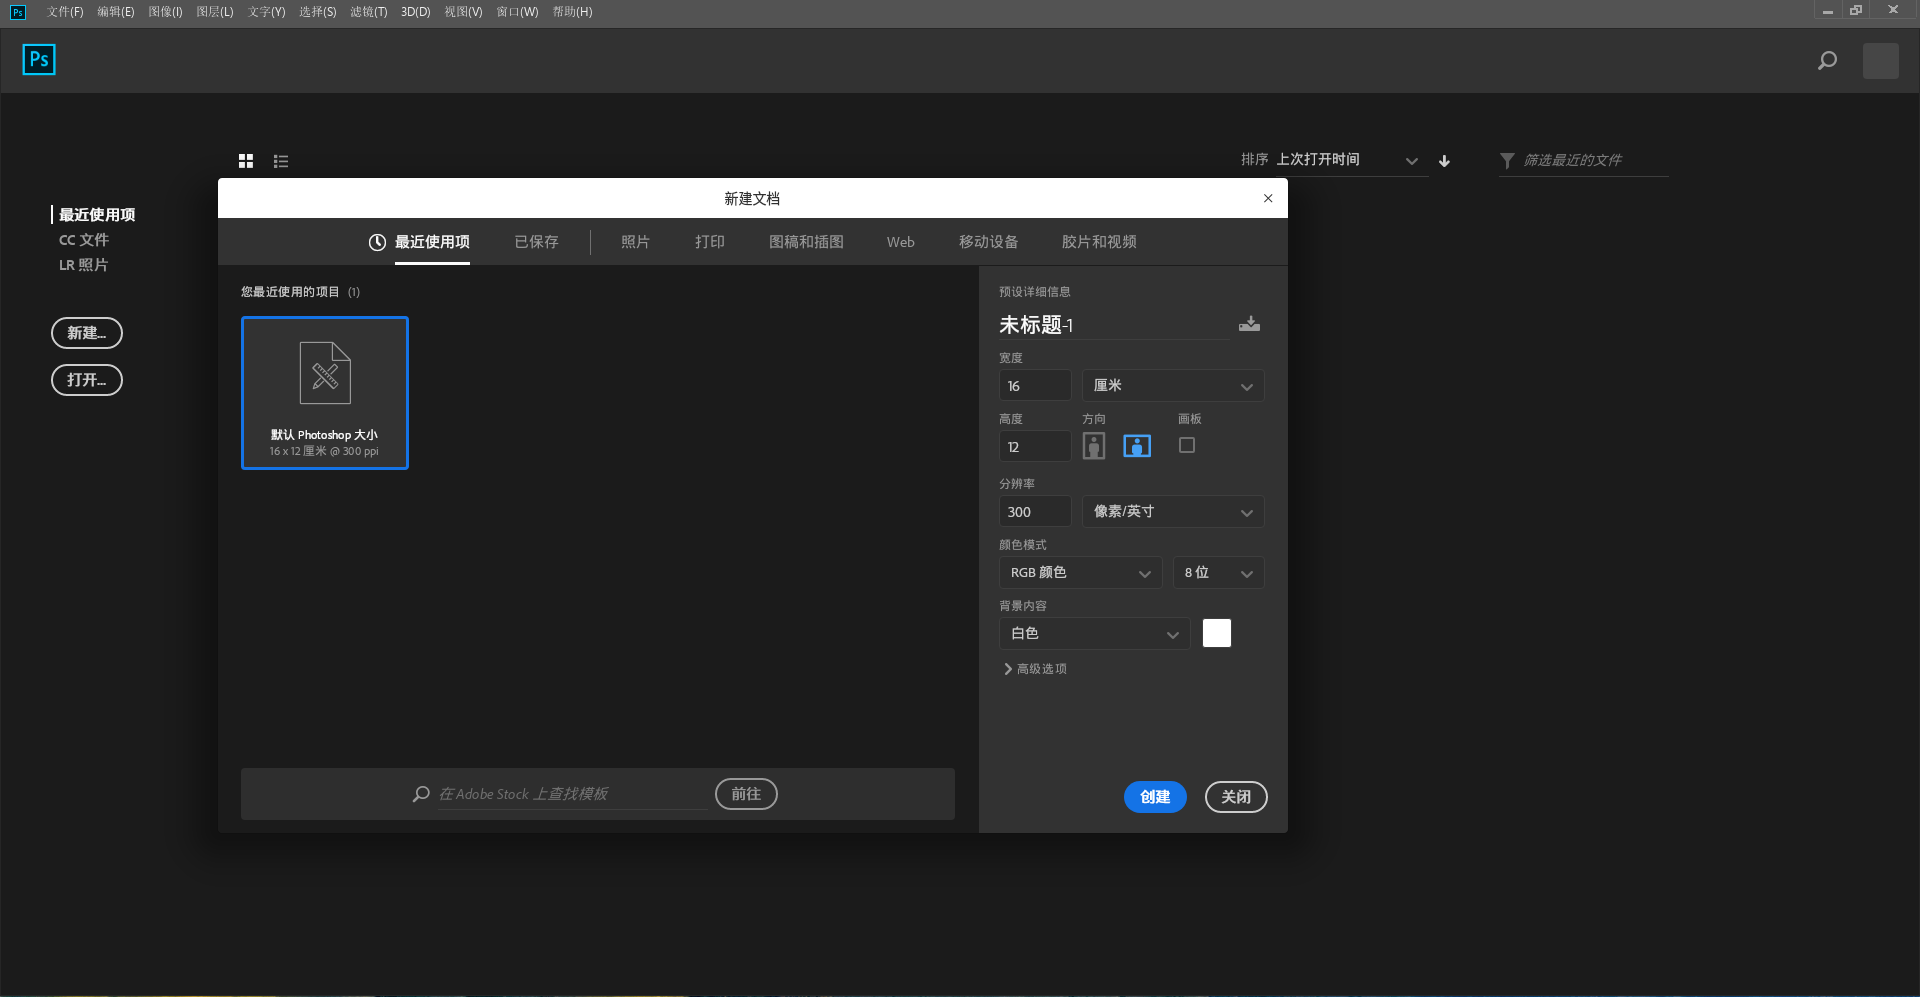 Ps 文件(F) 编辑(E) 图像(I) 图层(L) 文字(Y) 选择(S) 滤镜(T) 3D(D) 视图(V) 窗口(W) 帮助(H)
Ps
排序 上次打开时间 筛选最近的文件
最近使用项
CC 文件
LR 照片
新建...
打开...
新建文档
最近使用项 已保存 照片 打印 图稿和插图 Web 移动设备 胶片和视频
您最近使用的项目 (1)
默认 Photoshop 大小
16 x 12 厘米 @ 300 ppi
在 Adobe Stock 上查找模板 前往
预设详细信息
未标题-1
宽度
16 厘米
高度 方向 画板
12
分辨率
300 像素/英寸
颜色模式
RGB 颜色 8 位
背景内容
白色
高级选项
创建 关闭